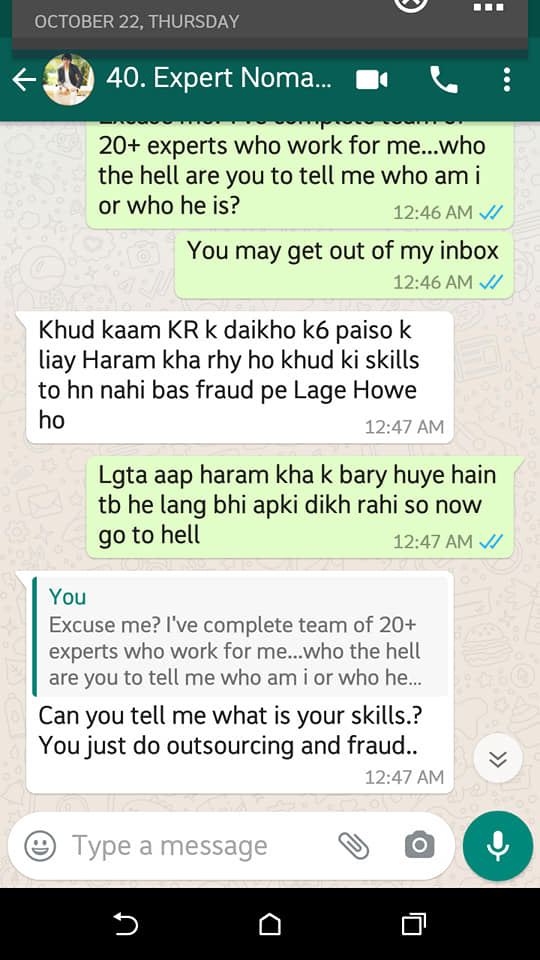 OCTOBER 22, THURSDAY
40. Expert Noma...
Excuse me? I've complete team of
20+ experts who work for me...who
the hell are you to tell me who am i
or who he is?
12:46 AM
You may get out of my inbox
12:46 AM
Khud kaam KR k daikho k6 paiso k
liay Haram kha rhy ho khud ki skills
to hn nahi bas fraud pe Lage Howe
ho
12:47 AM
Lgta aap haram kha k bary huye hain
tb he lang bhi apki dikh rahi so now
go to hell
12:47 AM
You
Excuse me? I've complete team of 20+
experts who work for me...who the hell
are you to tell me who am i or who he...
Can you tell me what is your skills.?
You just do outsourcing and fraud..
12:47 AM
Type a message